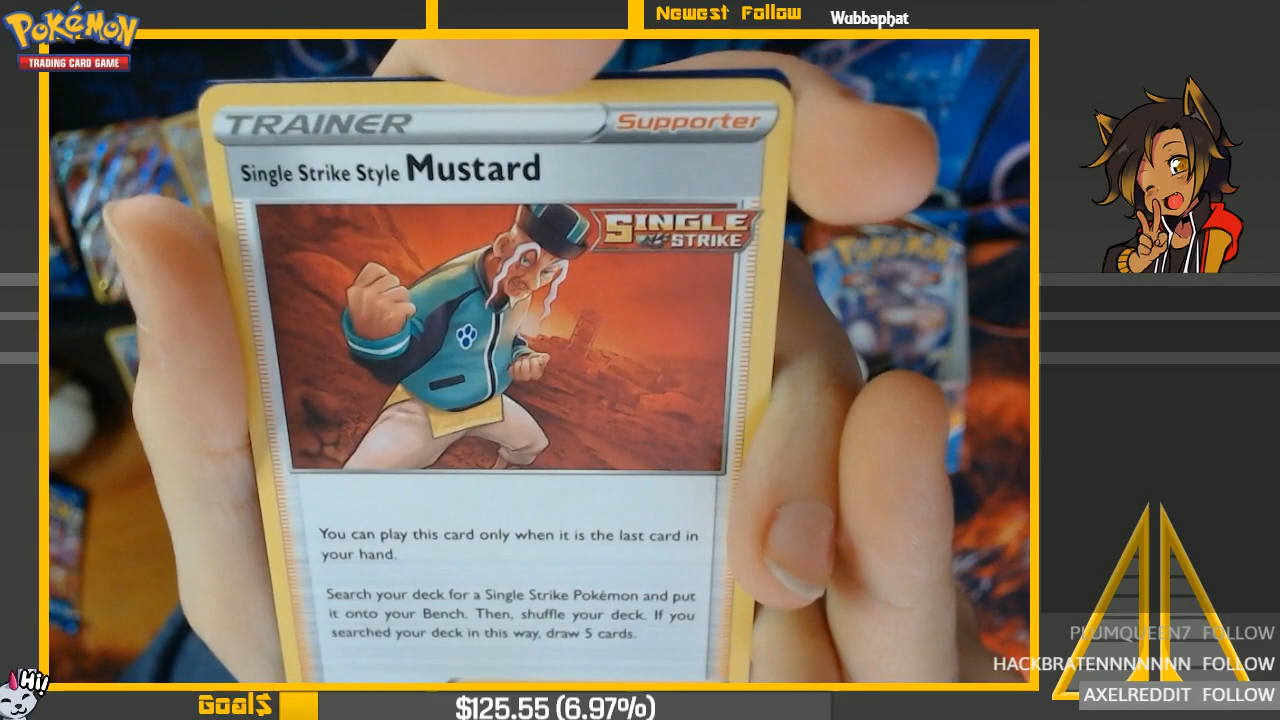 POKÉMON
TRADING CARD GAME
Newest Follow
Wubbaphat
TRAINER
Supporter
Single Strike Style Mustard
SINGLE
STRIKE
You can play this card only when it is the last card in
your hand.
Search your deck for a Single Strike Pokémon and put
it onto your Bench. Then, shuffle your deck. If you
searched your deck in this way, draw 5 cards.
POKÉMON
PLUMQUEEN7 FOLLOW
HACKBRATENNNNNNN FOLLOW
AXELREDDIT FOLLOW
Hi!
Goals
$125.55 (6.97%)